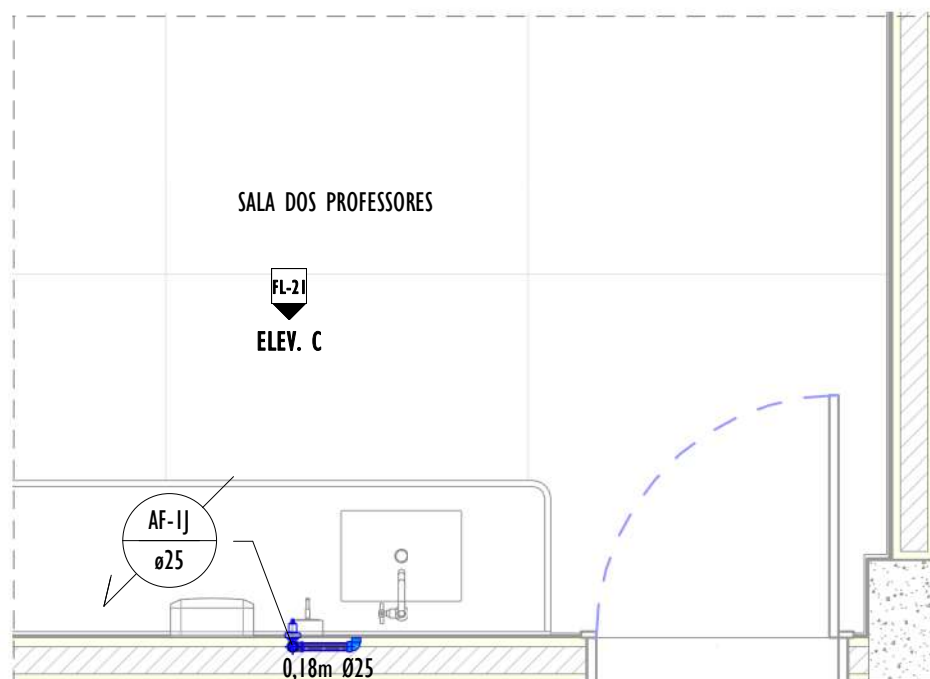 SALA DOS PROFESSORES
FL-21
ELEV. C
AF-1J
ø25
0,18m Ø25